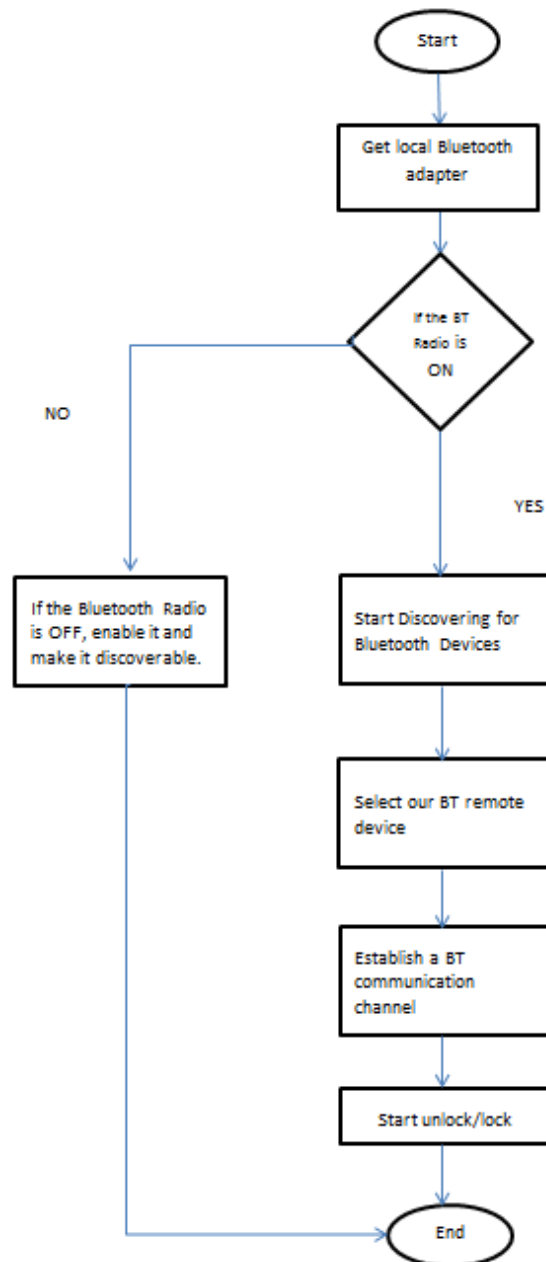 Start
Get local Bluetooth
adapter
If the BT
Radio is
ON
NO
YES
If the Bluetooth Radio
is OFF, enable it and
make it discoverable.
Start Discovering for
Bluetooth Devices
Select our BT remote
device
Establish a BT
communication
channel
Start unlock/lock
End